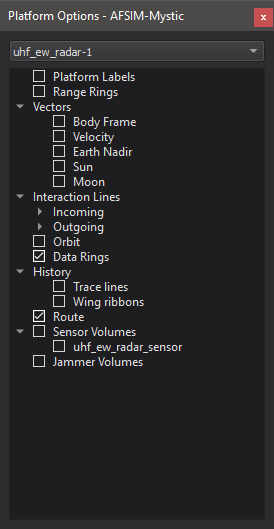 Platform Options - AFSIM-Mystic
x
uhf_ew_radar-1
Platform Labels
Range Rings
Vectors
Body Frame
Velocity
Earth Nadir
Sun
Moon
Interaction Lines
Incoming
Outgoing
Orbit
Data Rings
History
Trace lines
Wing ribbons
Route
Sensor Volumes
uhf_ew_radar_sensor
Jammer Volumes